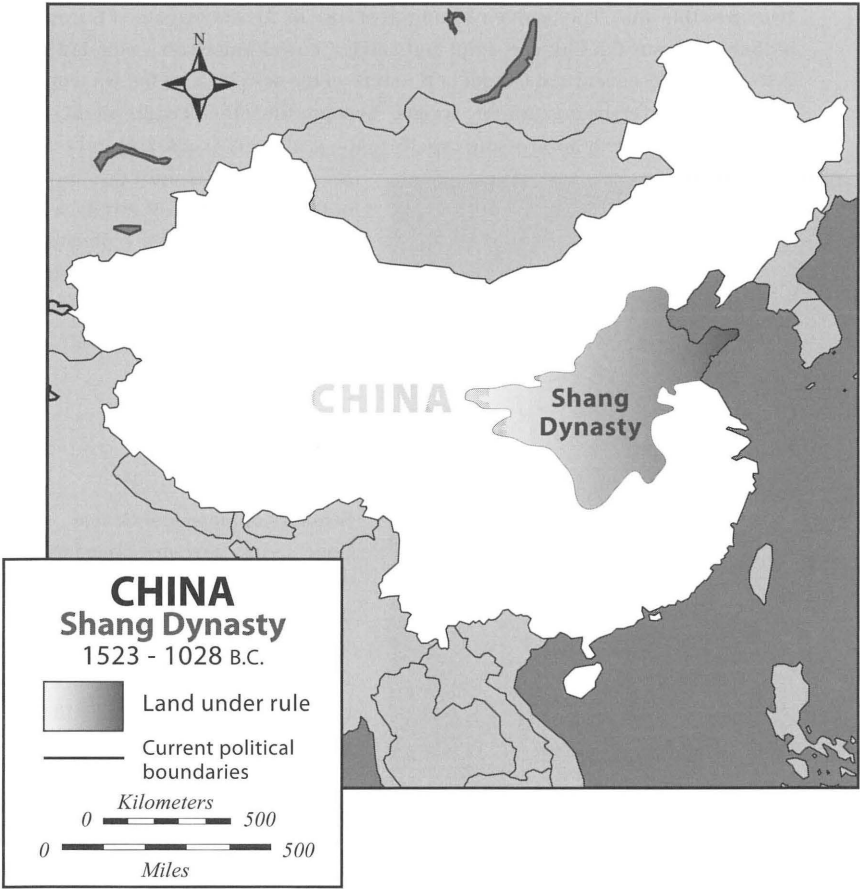 N
CHINA
Shang
Dynasty
CHINA
Shang Dynasty
1523 - 1028 B.C.
Land under rule
Current political
boundaries
Kilometers
0 500
0 500
Miles